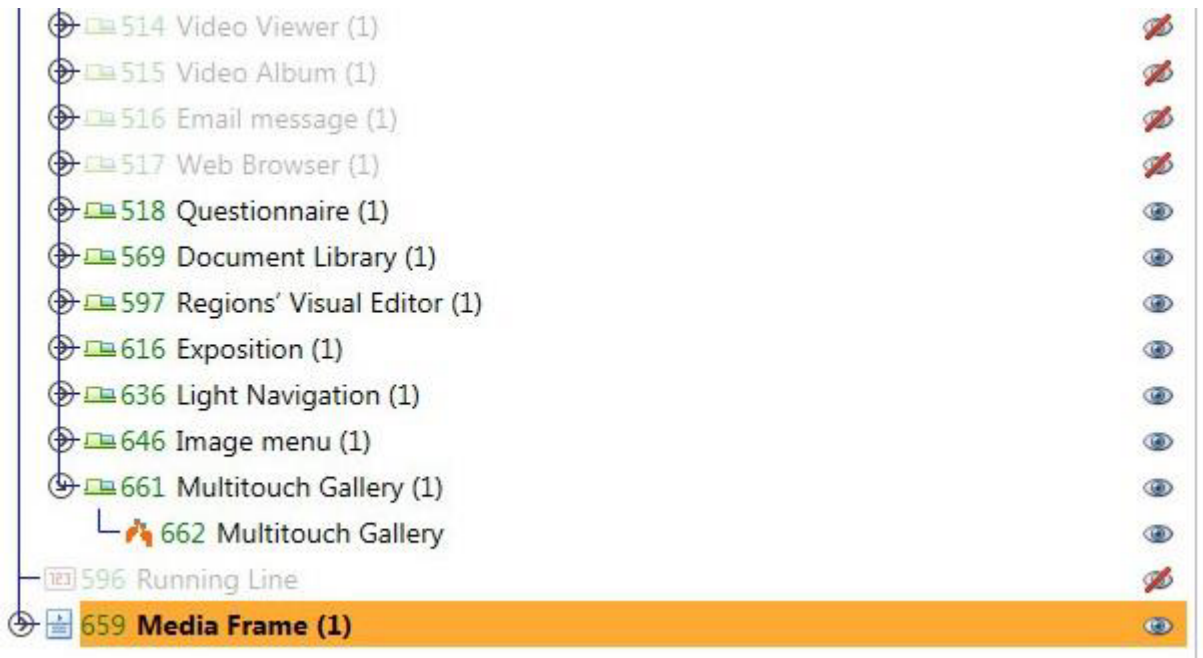 514 Video Viewer (1)
515 Video Album (1)
516 Email message (1)
517 Web Browser (1)
518 Questionnaire (1)
569 Document Library (1)
597 Regions' Visual Editor (1)
616 Exposition (1)
636 Light Navigation (1)
646 Image menu (1)
661 Multitouch Gallery (1)
662 Multitouch Gallery
123 596 Running Line
659 Media Frame (1)